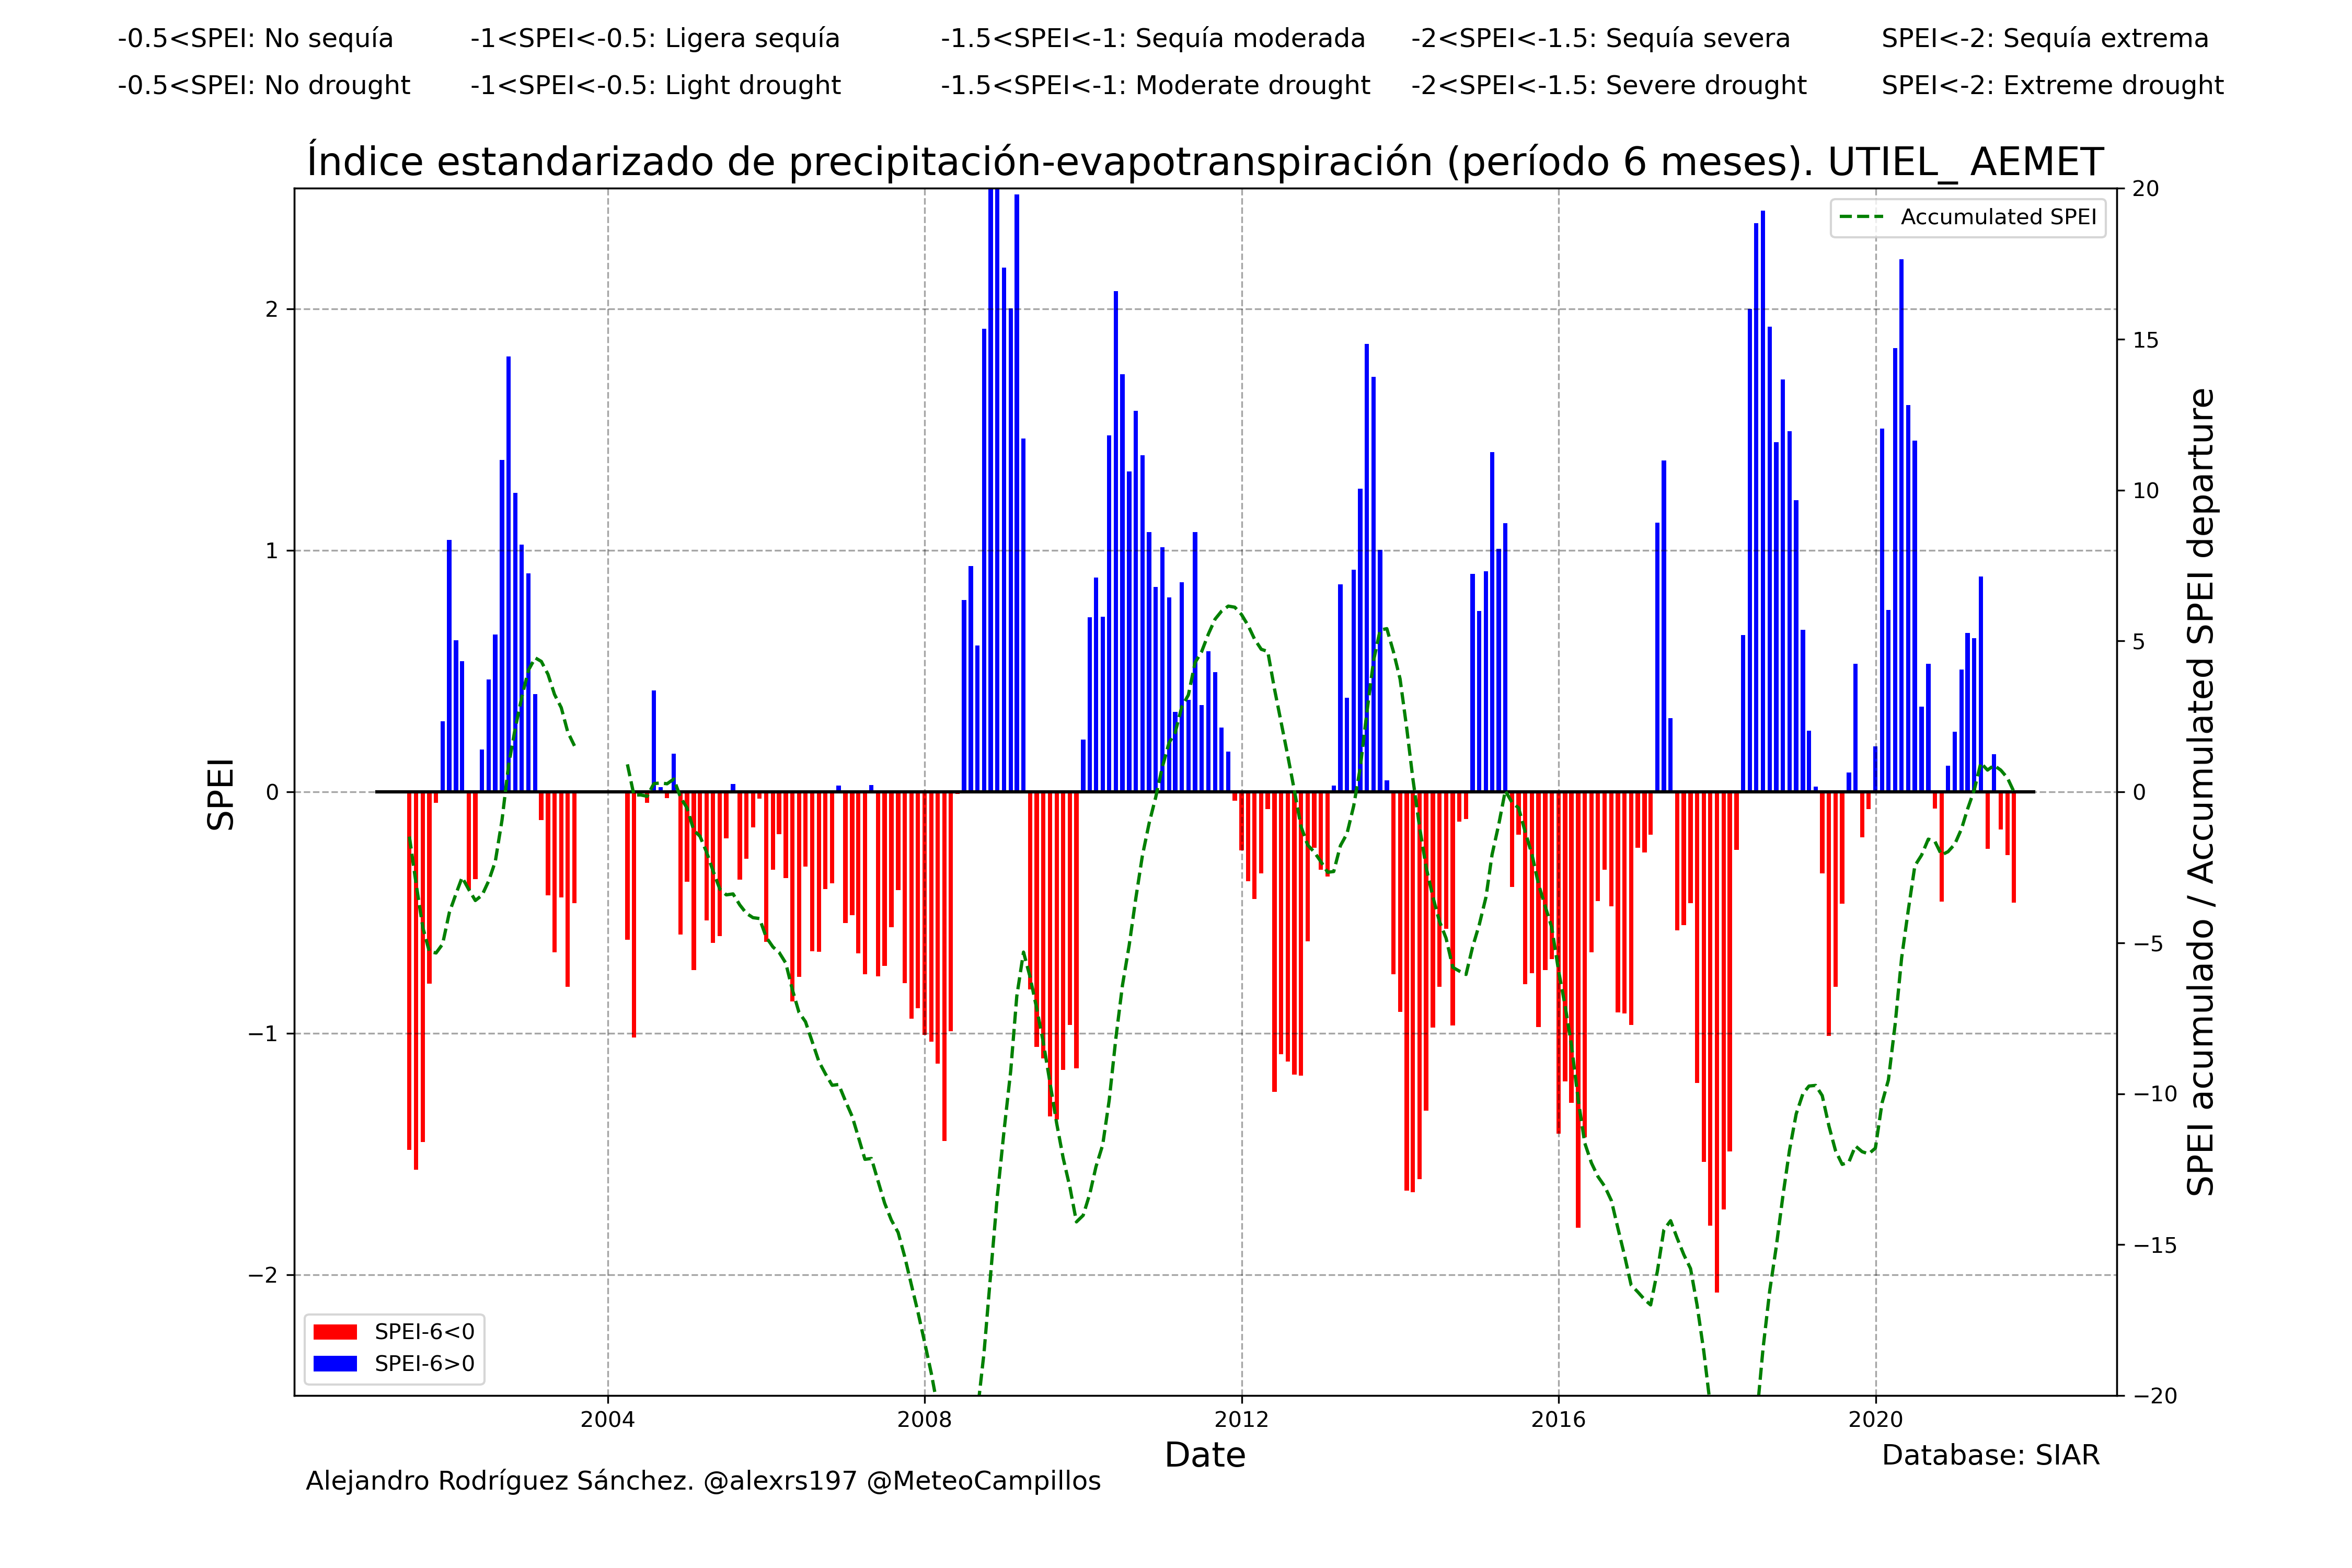 -0.5<SPEI: No sequía -1<SPEI<-0.5: Ligera sequía -1.5<SPEI<-1: Sequía moderada -2<SPEI<-1.5: Sequía severa SPEI<-2: Sequía extrema
-0.5<SPEI: No drought -1<SPEI<-0.5: Light drought -1.5<SPEI<-1: Moderate drought -2<SPEI<-1.5: Severe drought SPEI<-2: Extreme drought
Índice estandarizado de precipitación-evapotranspiración (período 6 meses). UTIEL_ AEMET
Accumulated SPEI
SPEI
2
1
0
−1
−2
20
15
10
5
0
−5
−10
−15
−20
SPEI acumulado / Accumulated SPEI departure
SPEI-6<0
SPEI-6>0
2004 2008 2012 2016 2020
Date
Database: SIAR
Alejandro Rodríguez Sánchez. @alexrs197 @MeteoCampillos